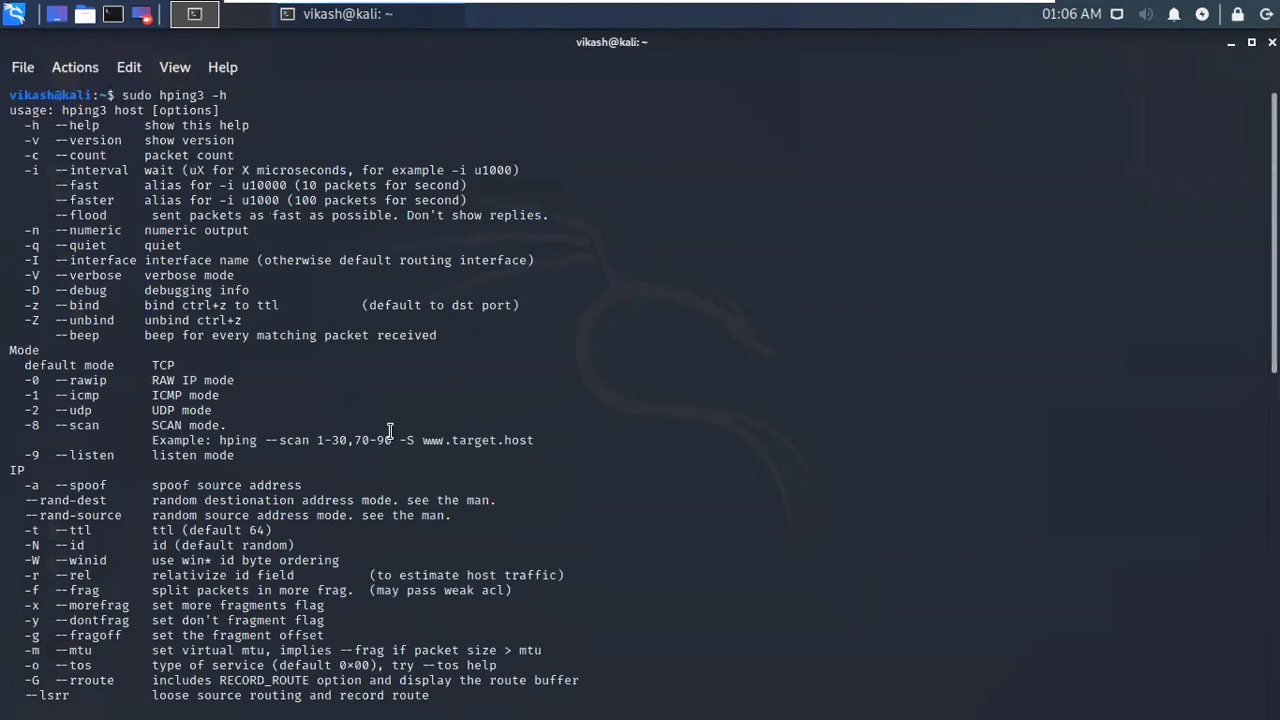 vikash@kali: ~
01:06 AM
vikash@kali: ~
File Actions Edit View Help
vikash@kali:~$ sudo hping3 -h
usage: hping3 host [options]
-h --help show this help
-v --version show version
-c --count packet count
-i --interval wait (uX for X microseconds, for example -i u1000)
--fast alias for -i u10000 (10 packets for second)
--faster alias for -i u1000 (100 packets for second)
--flood sent packets as fast as possible. Don't show replies.
-n --numeric numeric output
-q --quiet quiet
-I --interface interface name (otherwise default routing interface)
-V --verbose verbose mode
-D --debug debugging info
-z --bind bind ctrl+z to ttl (default to dst port)
-Z --unbind unbind ctrl+z
--beep beep for every matching packet received
Mode
default mode TCP
-0 --rawip RAW IP mode
-1 --icmp ICMP mode
-2 --udp UDP mode
-8 --scan SCAN mode.
Example: hping --scan 1-30,70-90 -S www.target.host
-9 --listen listen mode
IP
-a --spoof spoof source address
--rand-dest random destionation address mode. see the man.
--rand-source random source address mode. see the man.
-t --ttl ttl (default 64)
-N --id id (default random)
-W --winid use win* id byte ordering
-r --rel relativize id field (to estimate host traffic)
-f --frag split packets in more frag. (may pass weak acl)
-x --morefrag set more fragments flag
-y --dontfrag set don't fragment flag
-g --fragoff set the fragment offset
-m --mtu set virtual mtu, implies --frag if packet size > mtu
-o --tos type of service (default 0×00), try --tos help
-G --rroute includes RECORD_ROUTE option and display the route buffer
--lsrr loose source routing and record route